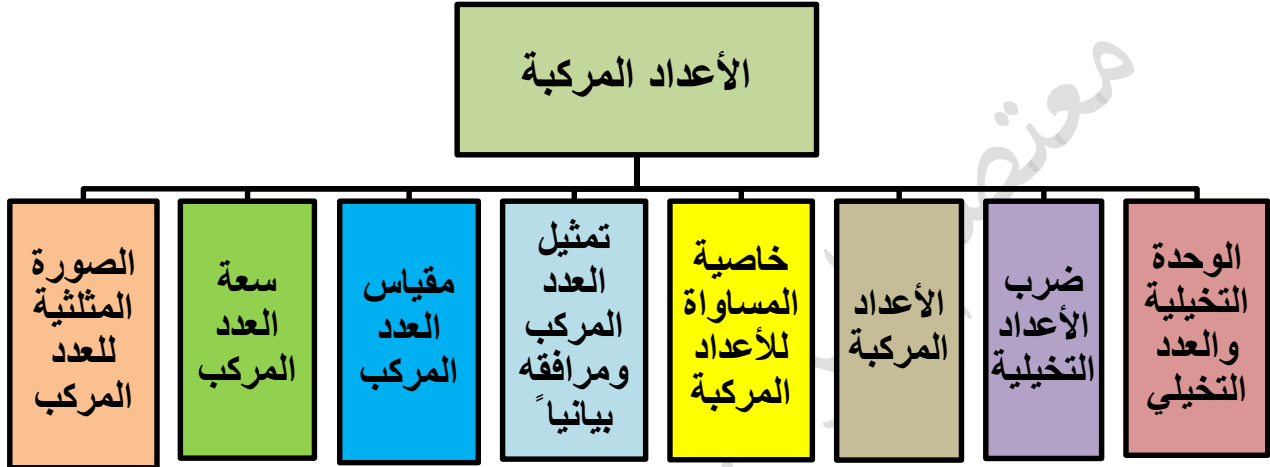 الأعداد المركبة
الوحدة
التخيلية
والعدد
التخيلي
ضرب
الأعداد
التخيلية
الأعداد
المركبة
خاصية
المساواة
للأعداد
المركبة
تمثيل
العدد
المركب
ومرافقه
بيانياً
مقياس
العدد
المركب
سعة
العدد
المركب
الصورة
المثلثية
للعدد
المركب